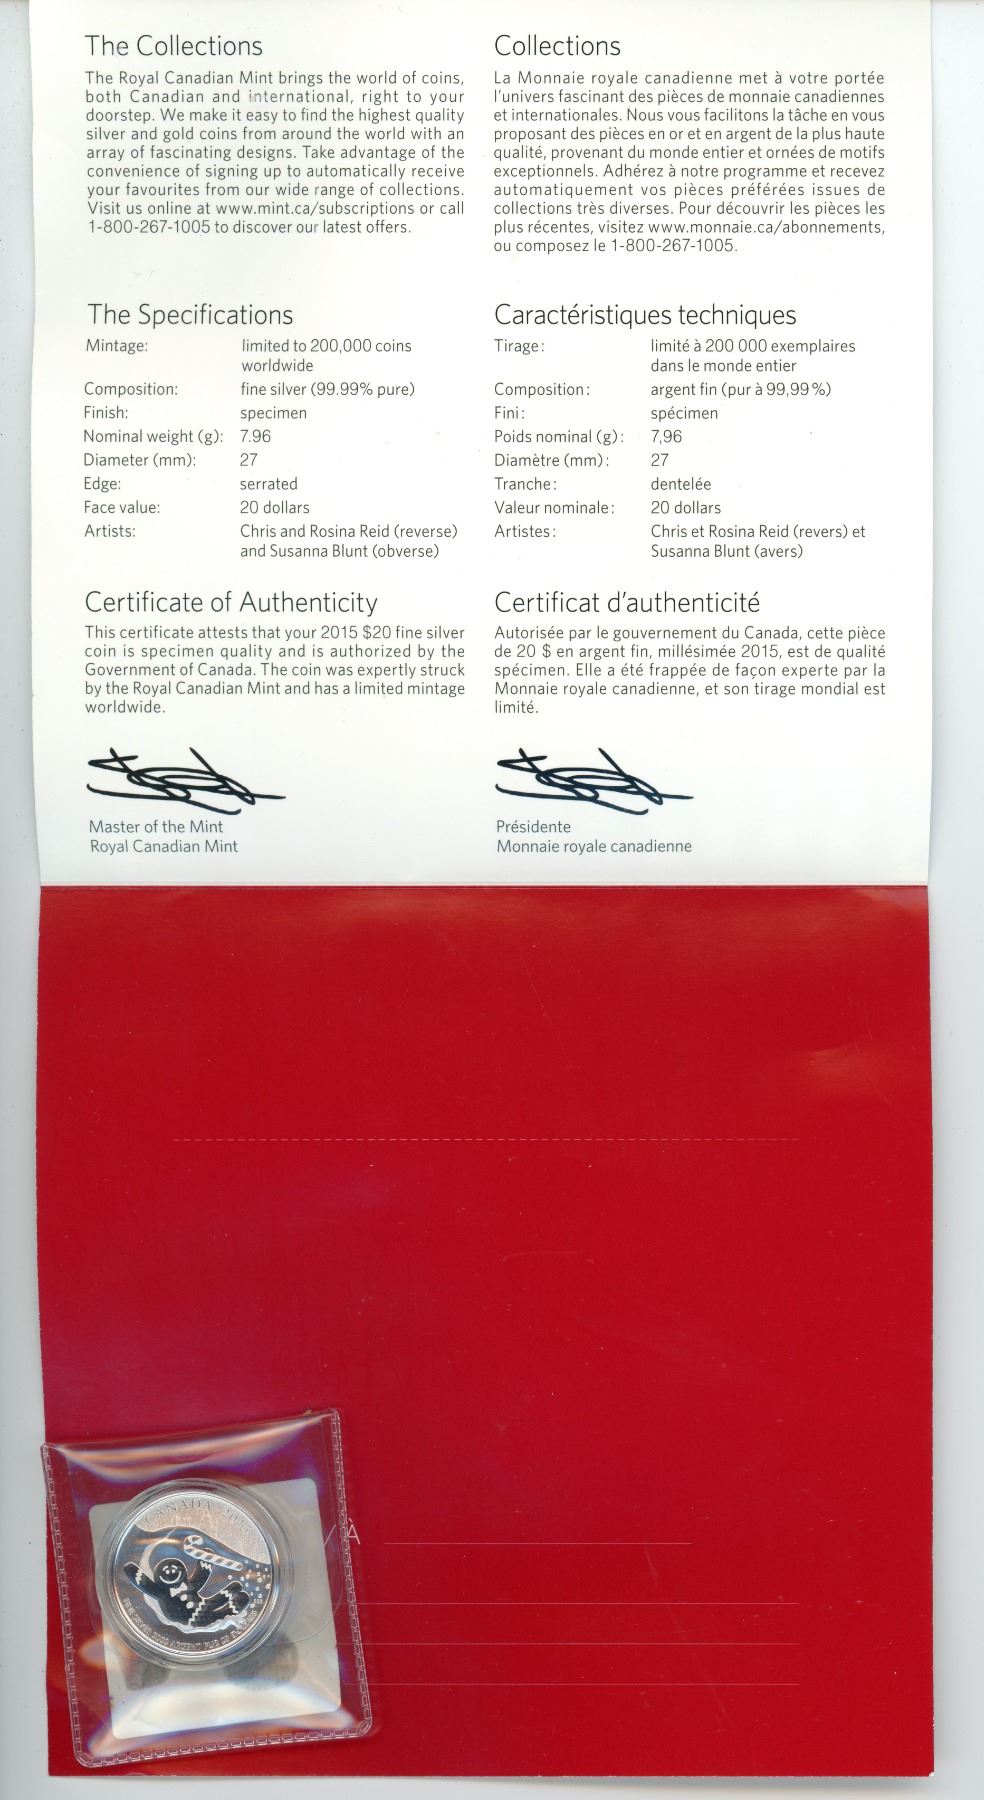 The Collections
The Royal Canadian Mint brings the world of coins,
both Canadian and international, right to your
doorstep. We make it easy to find the highest quality
silver and gold coins from around the world with an
array of fascinating designs. Take advantage of the
convenience of signing up to automatically receive
your favourites from our wide range of collections.
Visit us online at www.mint.ca/subscriptions or call
1-800-267-1005 to discover our latest offers.
Collections
La Monnaie royale canadienne met à votre portée
l'univers fascinant des pièces de monnaie canadiennes
et internationales. Nous vous facilitons la tâche en vous
proposant des pièces en or et en argent de la plus haute
qualité, provenant du monde entier et ornées de motifs
exceptionnels. Adhérez à notre programme et recevez
automatiquement vos pièces préférées issues de
collections très diverses. Pour découvrir les pièces les
plus récentes, visitez www.monnaie.ca/abonnements,
ou composez le 1-800-267-1005.
The Specifications
Mintage: limited to 200,000 coins
worldwide
Composition: fine silver (99.99% pure)
Finish: specimen
Nominal weight (g): 7.96
Diameter (mm): 27
Edge: serrated
Face value: 20 dollars
Artists: Chris and Rosina Reid (reverse)
and Susanna Blunt (obverse)
Caractéristiques techniques
Tirage: limité à 200 000 exemplaires
dans le monde entier
Composition: argent fin (pur à 99,99 %)
Fini: spécimen
Poids nominal (g): 7,96
Diamètre (mm): 27
Tranche: dentelée
Valeur nominale: 20 dollars
Artistes: Chris et Rosina Reid (revers) et
Susanna Blunt (avers)
Certificate of Authenticity
This certificate attests that your 2015 $20 fine silver
coin is specimen quality and is authorized by the
Government of Canada. The coin was expertly struck
by the Royal Canadian Mint and has a limited mintage
worldwide.
Certificat d'authenticité
Autorisée par le gouvernement du Canada, cette pièce
de 20 $ en argent fin, millésimée 2015, est de qualité
spécimen. Elle a été frappée de façon experte par la
Monnaie royale canadienne, et son tirage mondial est
limité.
Master of the Mint
Royal Canadian Mint
Présidente
Monnaie royale canadienne
/À
CANADA
FINE SILVER 9999 ARGENT PUR